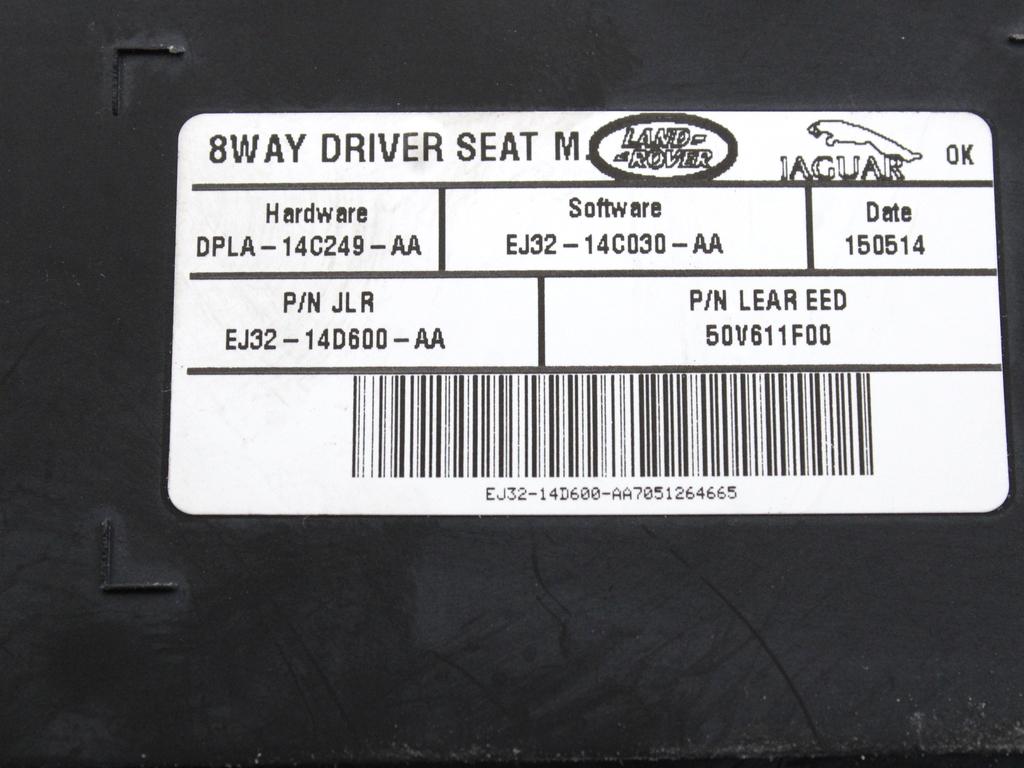 8WAY DRIVER SEAT M. LAND-ROVER JAGUAR OK
Hardware Software Date
DPLA-14C249-AA EJ32-14C030-AA 150514
P/N JLR P/N LEAR EED
EJ32-14D600-AA 50V611F00
EJ32-14D600-AA7051264665